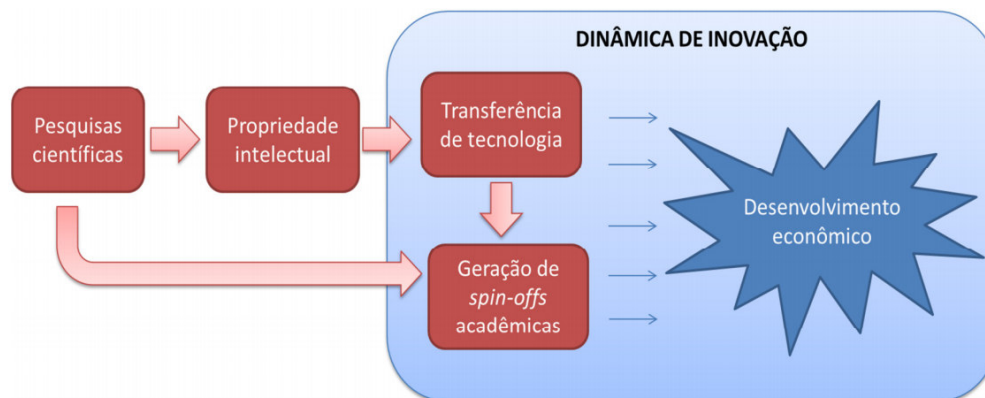 DINÂMICA DE INOVAÇÃO
Pesquisas
científicas
Propriedade
intelectual
Transferência
de tecnologia
Geração de
spin-offs
acadêmicas
Desenvolvimento
econômico